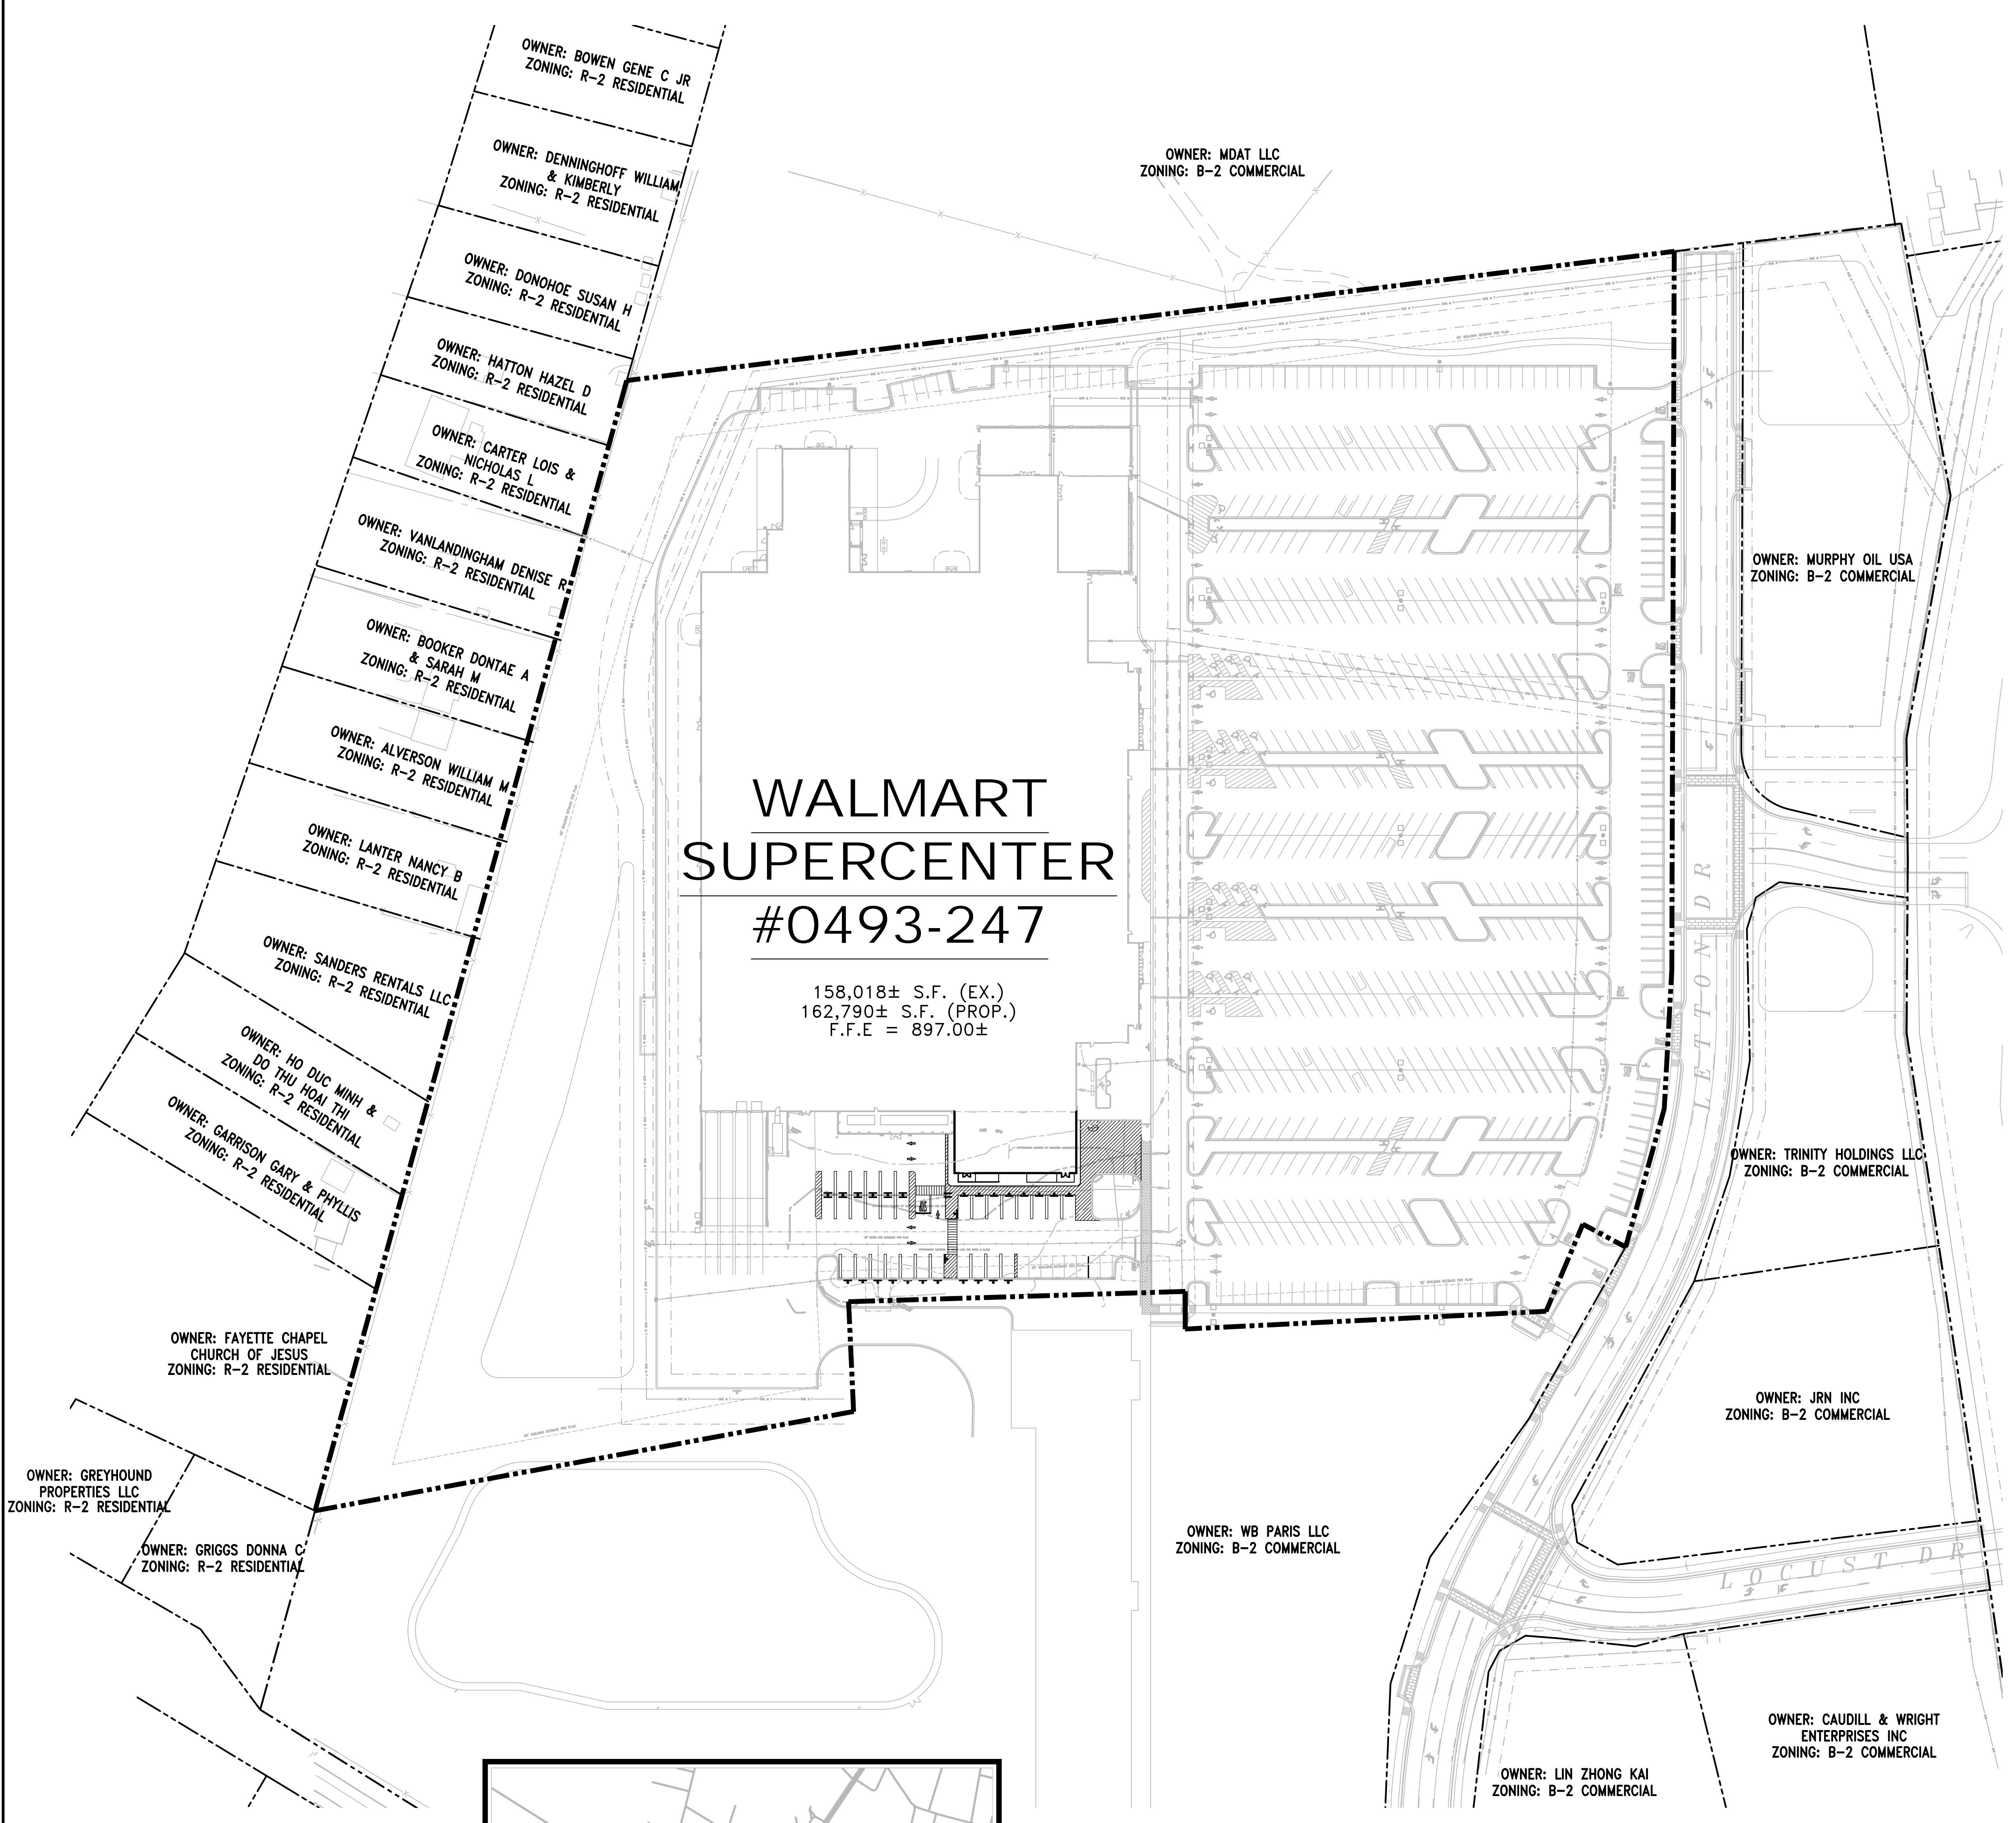 OWNER: BOWEN GENE C JR
ZONING: R-2 RESIDENTIAL
OWNER: DENNINGHOFF WILLIAM
& KIMBERLY
ZONING: R-2 RESIDENTIAL
OWNER: MDAT LLC
ZONING: B-2 COMMERCIAL
OWNER: DONOHOE SUSAN H
ZONING: R-2 RESIDENTIAL
OWNER: HATTON HAZEL D
ZONING: R-2 RESIDENTIAL
OWNER: CARTER LOIS &
NICHOLAS L
ZONING: R-2 RESIDENTIAL
OWNER: VANLANDINGHAM DENISE R
ZONING: R-2 RESIDENTIAL
OWNER: MURPHY OIL USA
ZONING: B-2 COMMERCIAL
OWNER: BOOKER DONTAE A
& SARAH M
ZONING: R-2 RESIDENTIAL
OWNER: ALVERSON WILLIAM M
ZONING: R-2 RESIDENTIAL
WALMART
SUPERCENTER
#0493-247
158,018± S.F. (EX.)
162,790± S.F. (PROP.)
F.F.E = 897.00±
OWNER: LANTER NANCY B
ZONING: R-2 RESIDENTIAL
LETTON DR
OWNER: SANDERS RENTALS LLC
ZONING: R-2 RESIDENTIAL
OWNER: HO DUC MINH &
DO THU HOAI THI
ZONING: R-2 RESIDENTIAL
OWNER: GARRISON GARY & PHYLLIS
ZONING: R-2 RESIDENTIAL
OWNER: TRINITY HOLDINGS LLC
ZONING: B-2 COMMERCIAL
OWNER: FAYETTE CHAPEL
CHURCH OF JESUS
ZONING: R-2 RESIDENTIAL
OWNER: JRN INC
ZONING: B-2 COMMERCIAL
OWNER: GREYHOUND
PROPERTIES LLC
ZONING: R-2 RESIDENTIAL
OWNER: GRIGGS DONNA C
ZONING: R-2 RESIDENTIAL
OWNER: WB PARIS LLC
ZONING: B-2 COMMERCIAL
LOCUST DR
OWNER: CAUDILL & WRIGHT
ENTERPRISES INC
ZONING: B-2 COMMERCIAL
OWNER: LIN ZHONG KAI
ZONING: B-2 COMMERCIAL